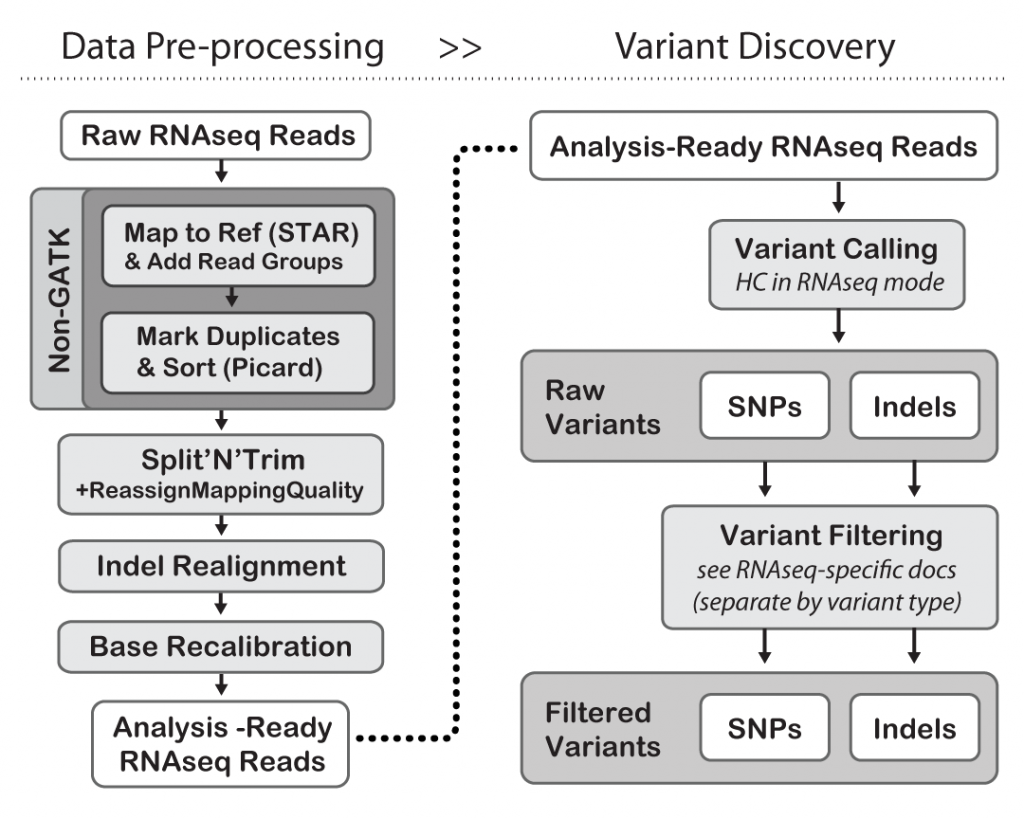 Data Pre-processing >> Variant Discovery
Raw RNAseq Reads
Non-GATK
Map to Ref (STAR)
& Add Read Groups
Mark Duplicates
& Sort (Picard)
Split'N'Trim
+ReassignMappingQuality
Indel Realignment
Base Recalibration
Analysis -Ready
RNAseq Reads
Analysis-Ready RNAseq Reads
Variant Calling
HC in RNAseq mode
Raw
Variants
SNPs
Indels
Variant Filtering
see RNAseq-specific docs
(separate by variant type)
Filtered
Variants
SNPs
Indels